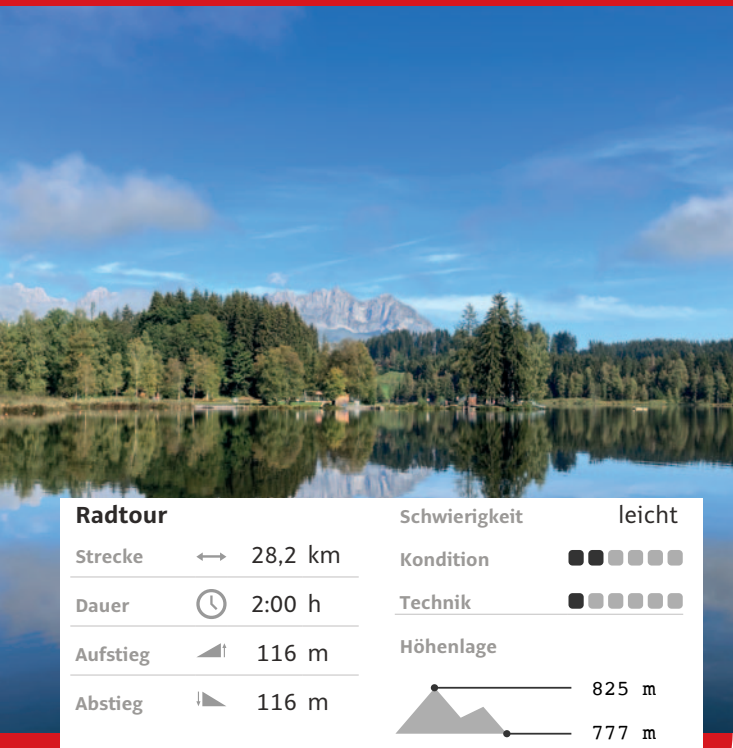 Radtour
Strecke 28,2 km
Dauer 2:00 h
Aufstieg 116 m
Abstieg 116 m
Schwierigkeit leicht
Kondition
Technik
Höhenlage
825 m
777 m